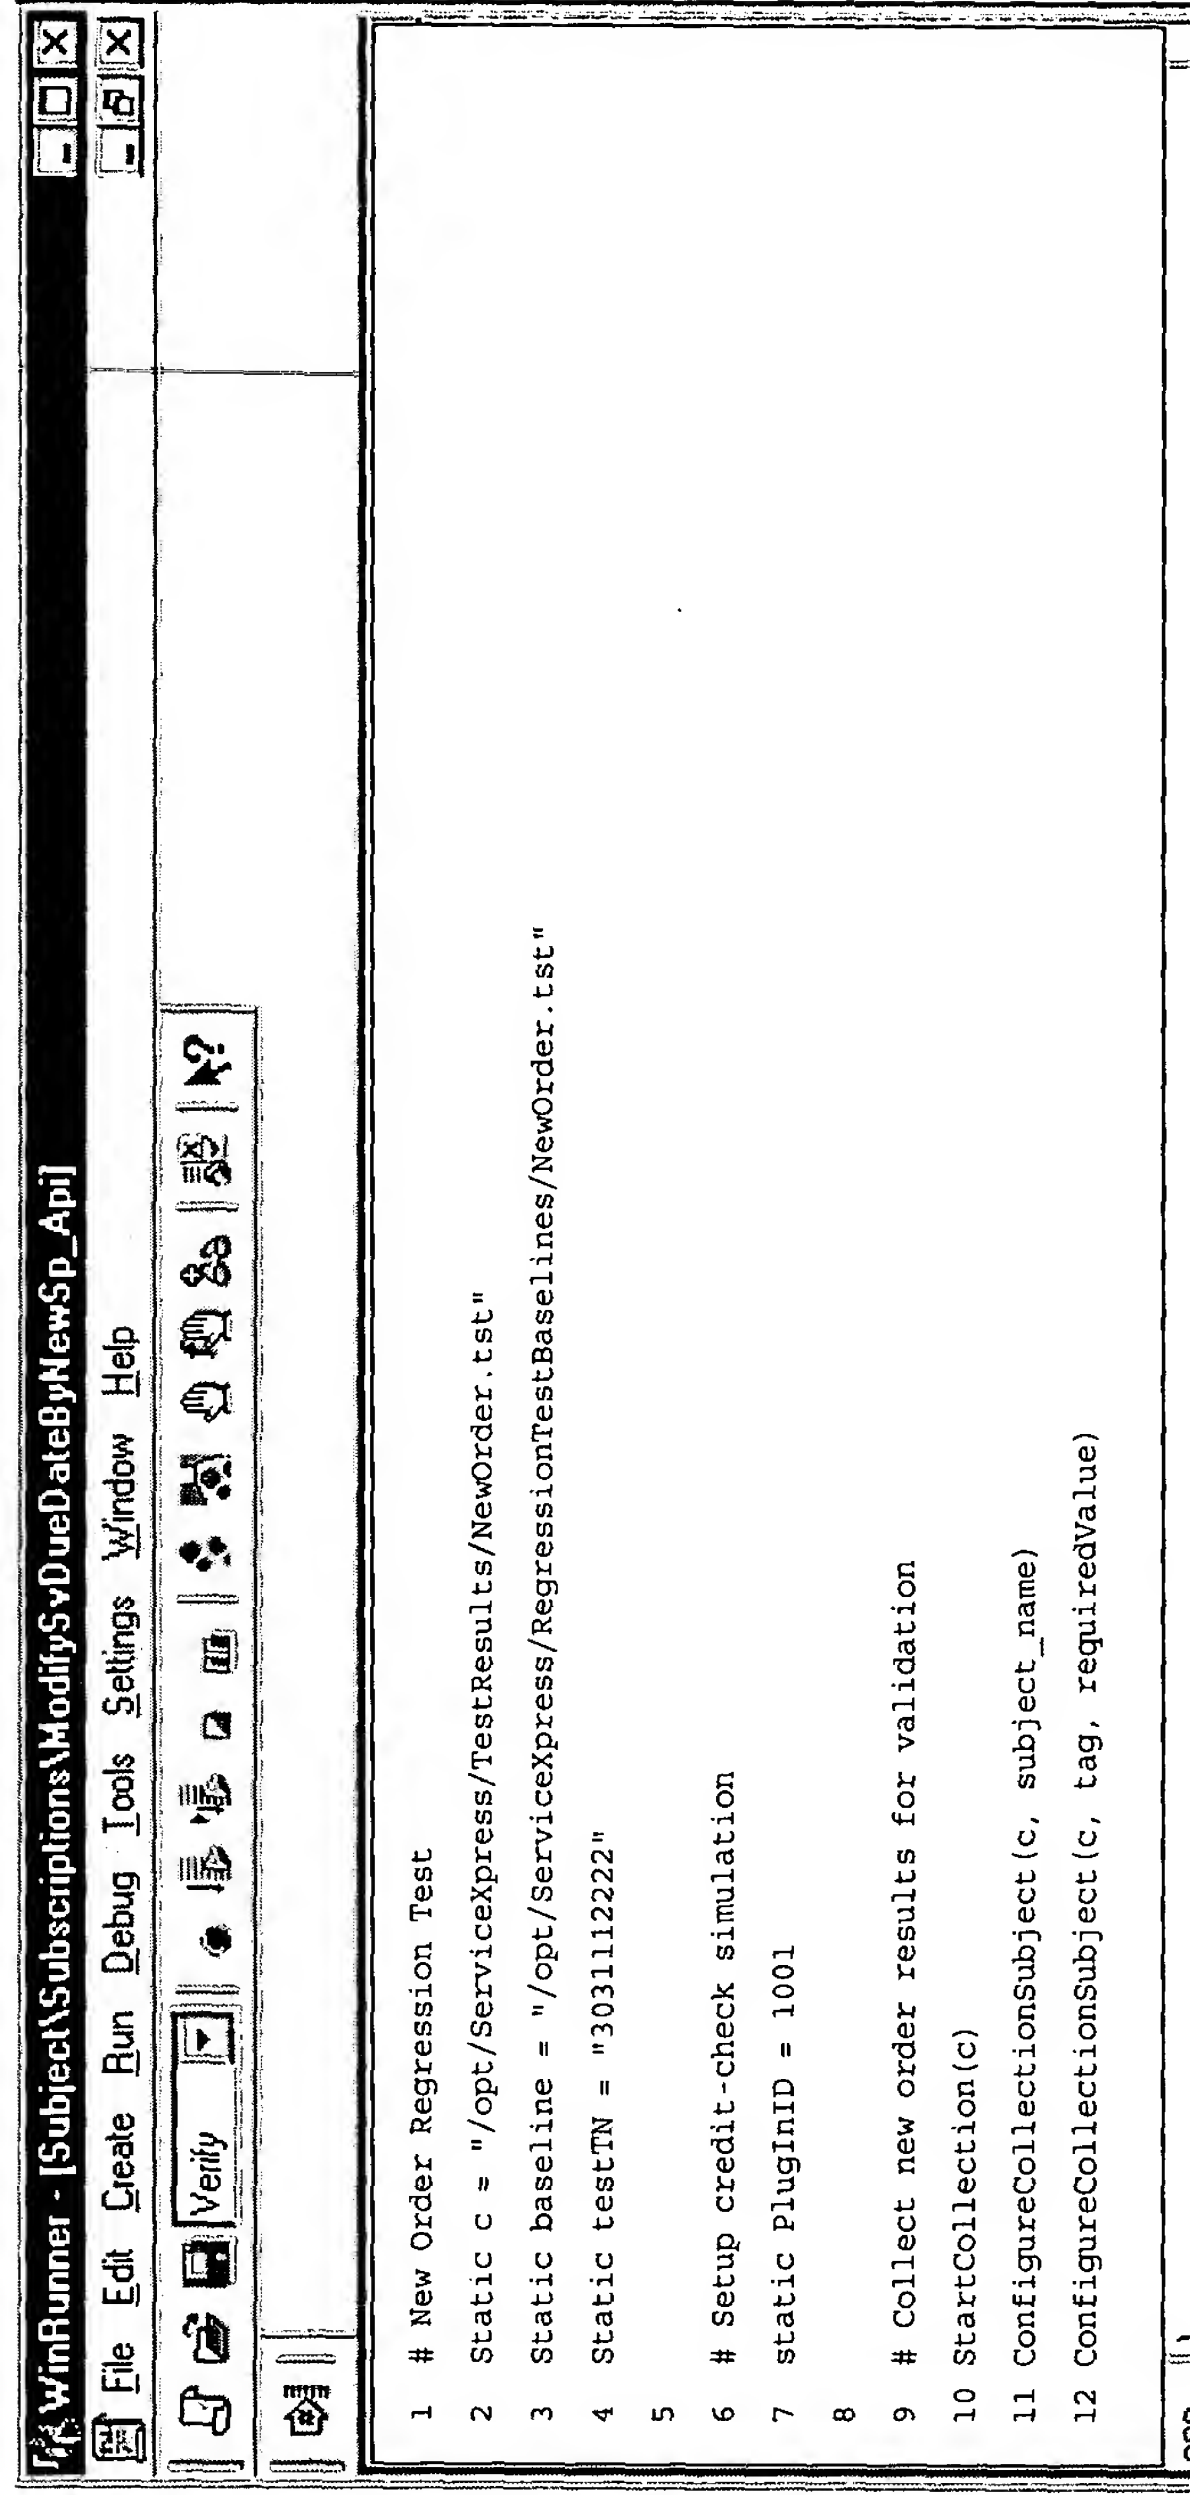 WinRunner - [Subject\Subscriptions\ModifySvDueDateByNewSp_Api]
File Edit Create Run Debug Tools Settings Window Help
Verify
1 # New Order Regression Test
2 Static c = "/opt/ServiceXpress/TestResults/NewOrder.tst"
3 Static baseline = "/opt/ServiceXpress/RegressionTestBaselines/NewOrder.tst"
4 Static testTN = "3031112222"
5
6 # Setup credit-check simulation
7 static PlugInID = 1001
8
9 # Collect new order results for validation
10 StartCollection(c)
11 ConfigureCollectionSubject(c, subject_name)
12 ConfigureCollectionSubject(c, tag, requiredValue)